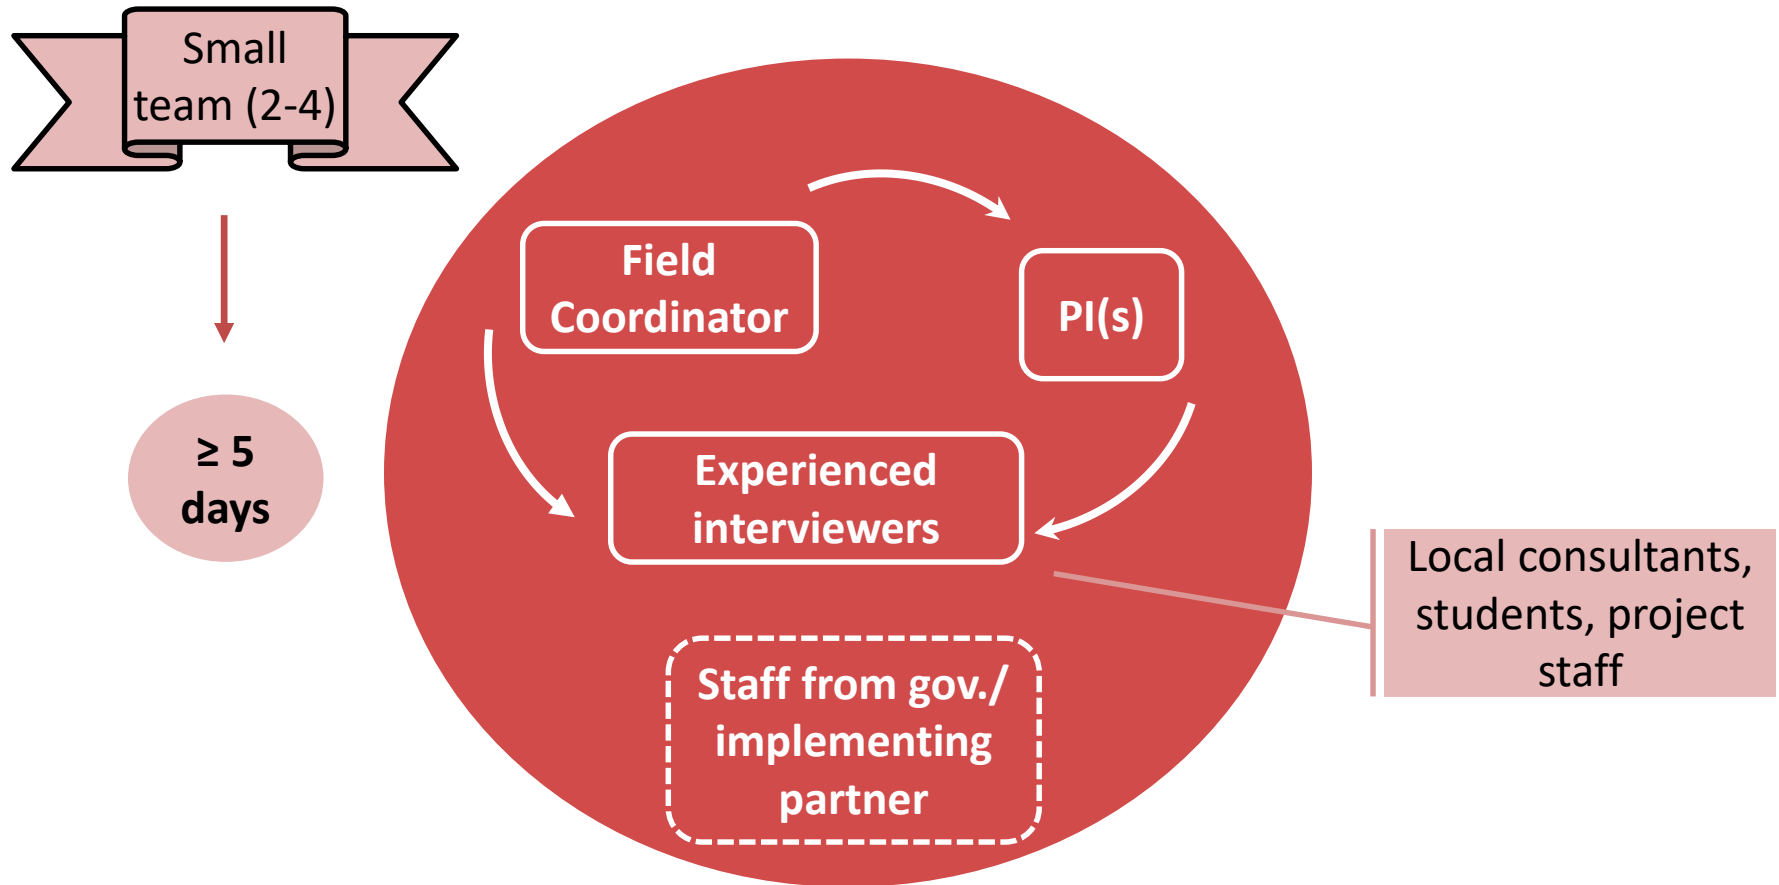 Small
team (2-4)
≥ 5
days
Field
Coordinator
PI(s)
Experienced
interviewers
Staff from gov./
implementing
partner
Local consultants,
students, project
staff